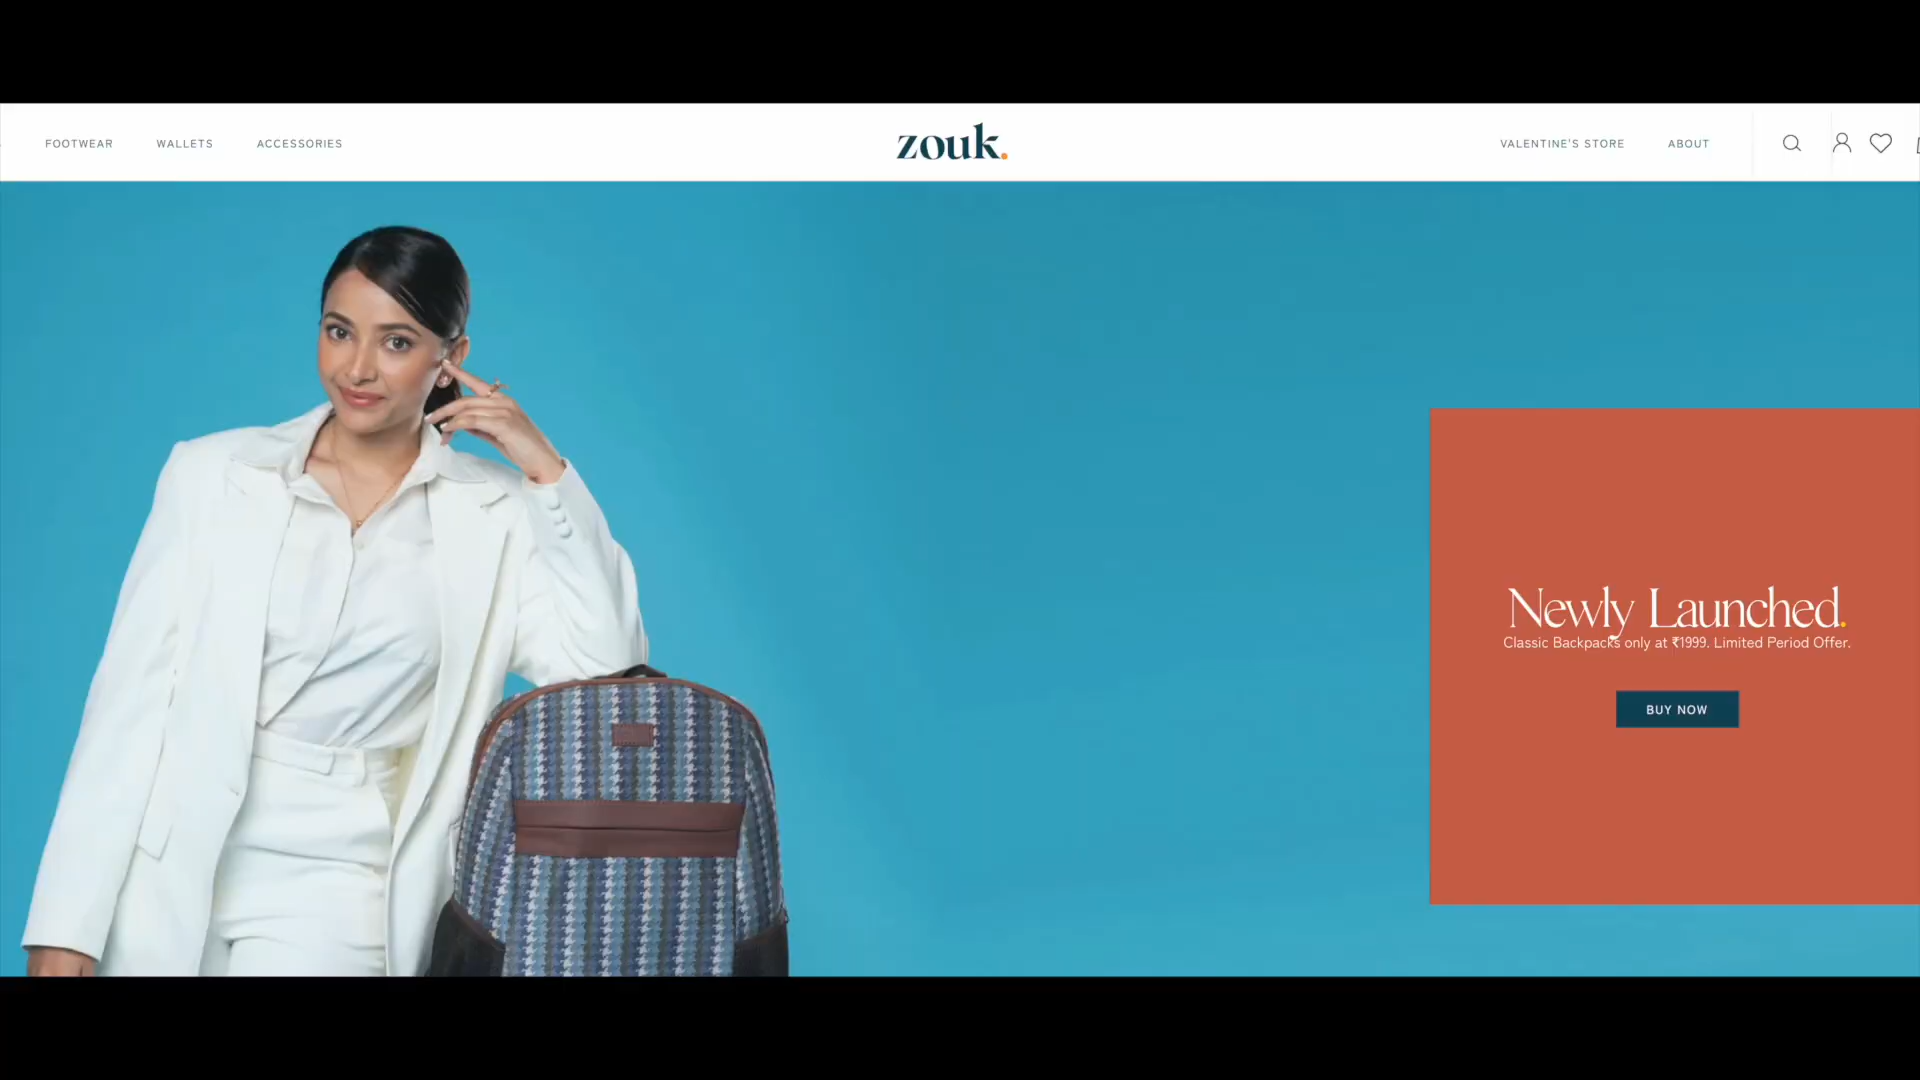 FOOTWEAR WALLETS ACCESSORIES zouk. VALENTINE'S STORE ABOUT
Newly Launched.
Classic Backpacks only at ₹1999. Limited Period Offer.
BUY NOW